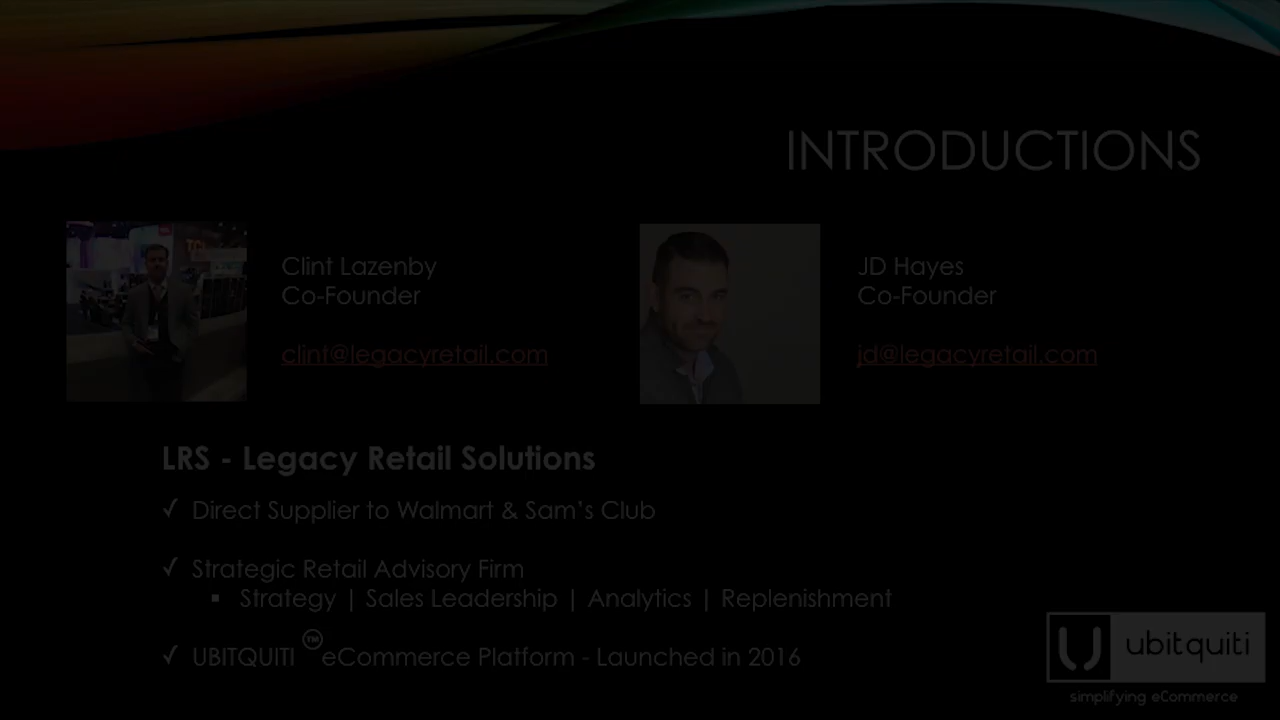 INTRODUCTIONS
Clint Lazenby
Co-Founder
clint@legacyretail.com
JD Hayes
Co-Founder
jd@legacyretail.com
LRS - Legacy Retail Solutions
✓ Direct Supplier to Walmart & Sam's Club
✓ Strategic Retail Advisory Firm
▪ Strategy | Sales Leadership | Analytics | Replenishment
✓ UBITQUITI ™ eCommerce Platform - Launched in 2016
ubitquiti
simplifying eCommerce